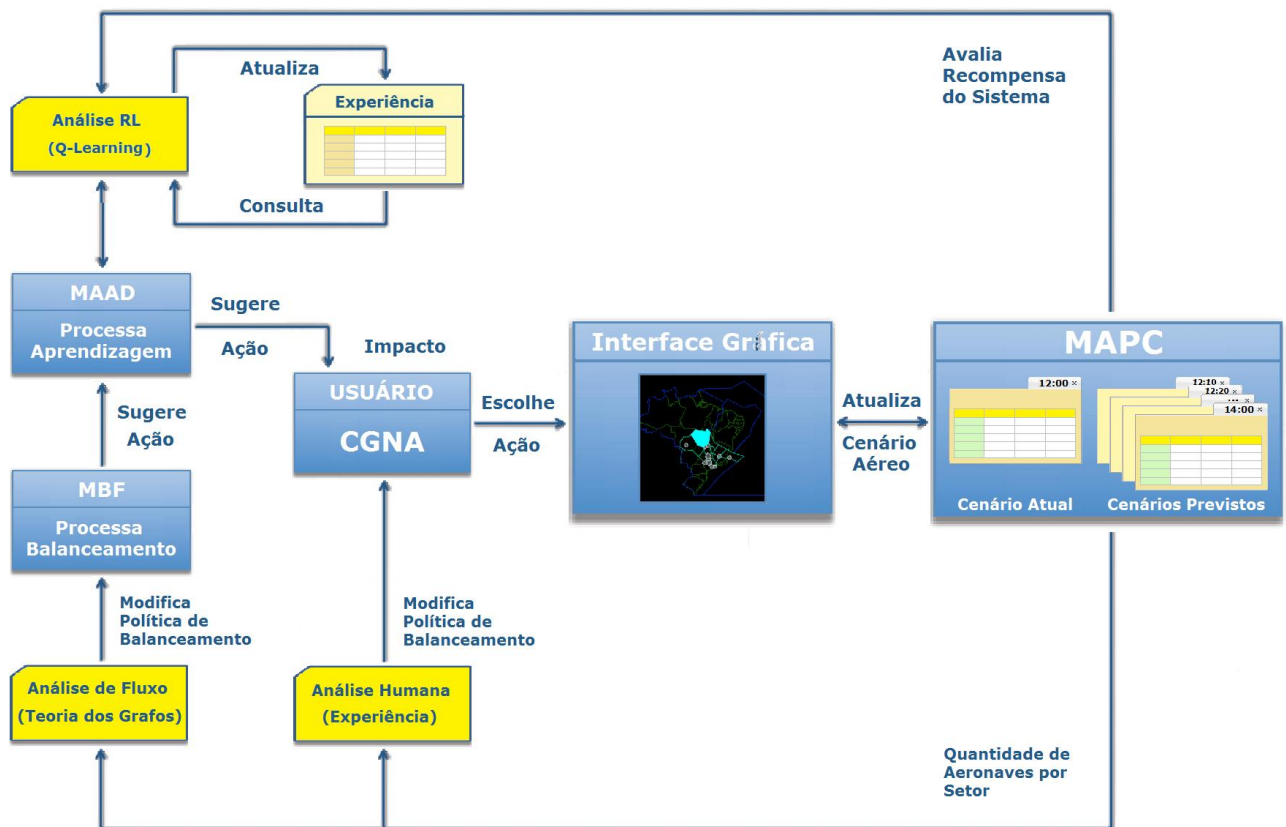 Avalia
Recompensa
do Sistema
Atualiza
Experiência
Análise RL
(Q-Learning)
Consulta
MAAD
Processa
Aprendizagem
Sugere
Ação
Impacto
USUÁRIO
CGNA
Escolhe
Ação
Interface Gráfica
Atualiza
Cenário
Aéreo
MAPC
12:00 ×
12:10 ×
12:20 ×
... ×
14:00 ×
Cenário Atual
Cenários Previstos
Sugere
Ação
MBF
Processa
Balanceamento
Modifica
Política de
Balanceamento
Modifica
Política de
Balanceamento
Análise de Fluxo
(Teoria dos Grafos)
Análise Humana
(Experiência)
Quantidade de
Aeronaves por
Setor